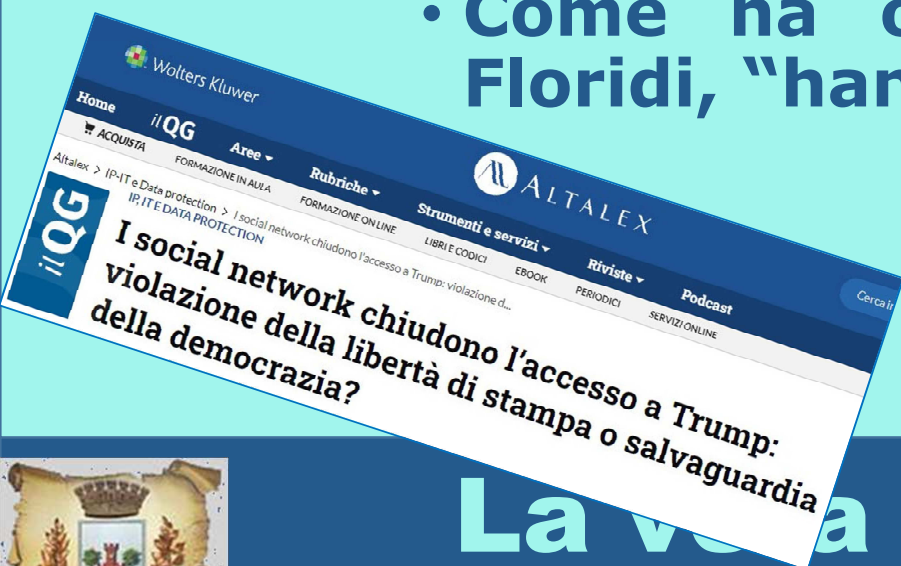 • Come ha
Floridi, “han
Wolters Kluwer
ALTALEX
Home il QG Aree Rubriche Strumenti e servizi Riviste Podcast
Cerca in
ACQUISTA FORMAZIONE IN AULA FORMAZIONE ONLINE LIBRI E CODICI EBOOK PERIODICI SERVIZI ONLINE
Altalex > IP-IT e Data protection > I social network chiudono l'accesso a Trump: violazione d...
il QG
IP, IT E DATA PROTECTION
I social network chiudono l'accesso a Trump:
violazione della libertà di stampa o salvaguardia
della democrazia?
La